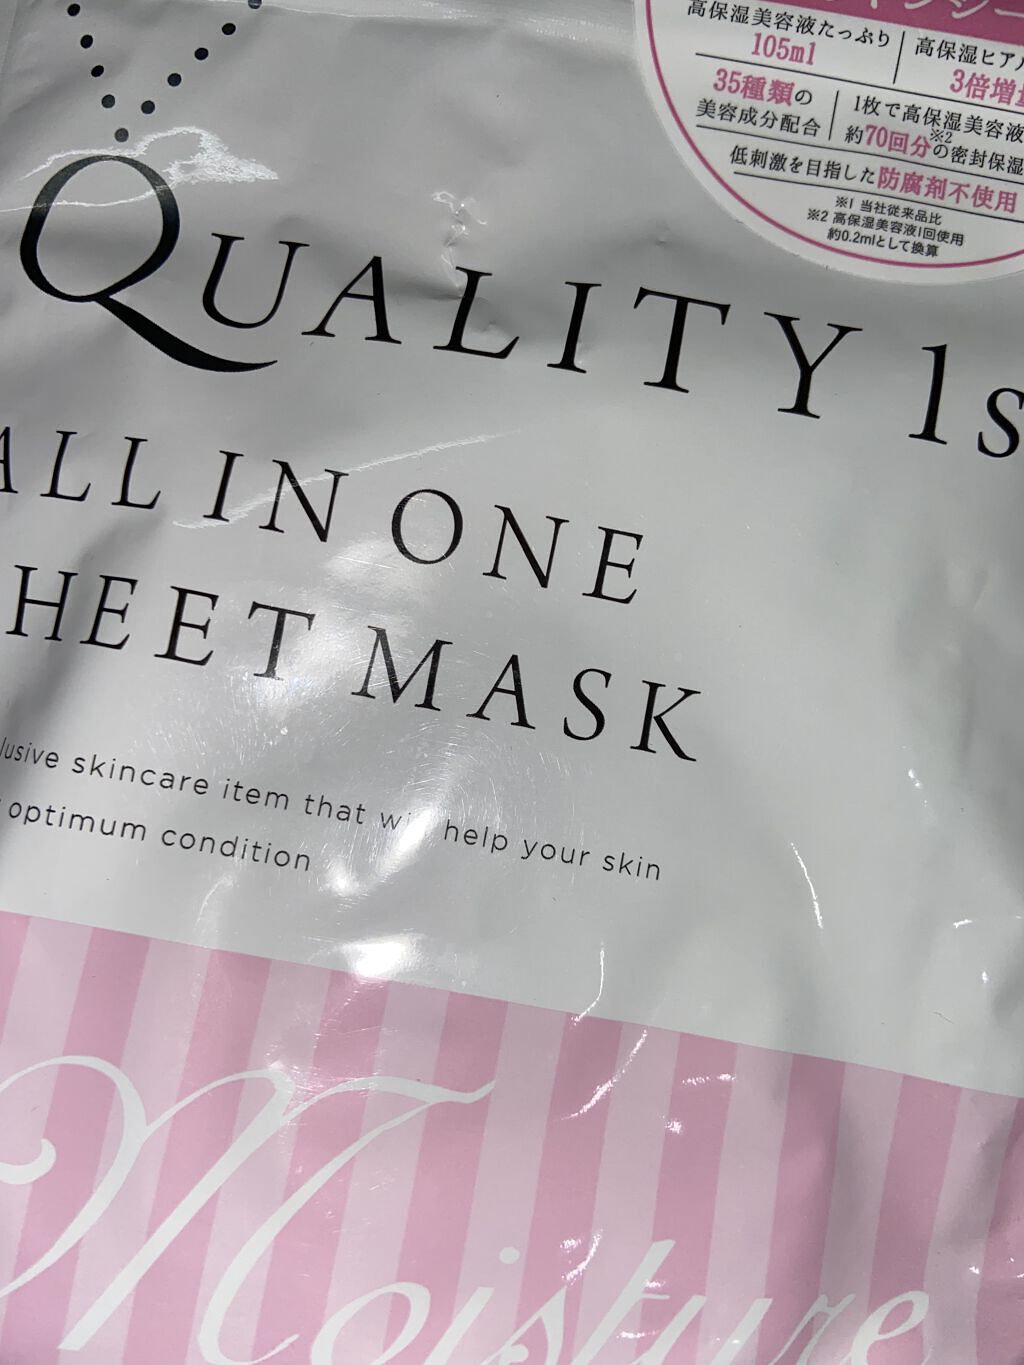 高保湿美容液たっぷり
105ml
高保湿ヒアル
3倍増量
35種類の
美容成分配合
1枚で高保湿美容液
約70回分※2の密封保湿
低刺激を目指した防腐剤不使用
※1 当社従来品比
※2 高保湿美容液1回使用
約0.2mlとして換算
QUALITY 1s
ALL IN ONE
HEET MASK
lusive skincare item that will help your skin
optimum condition
Moisture